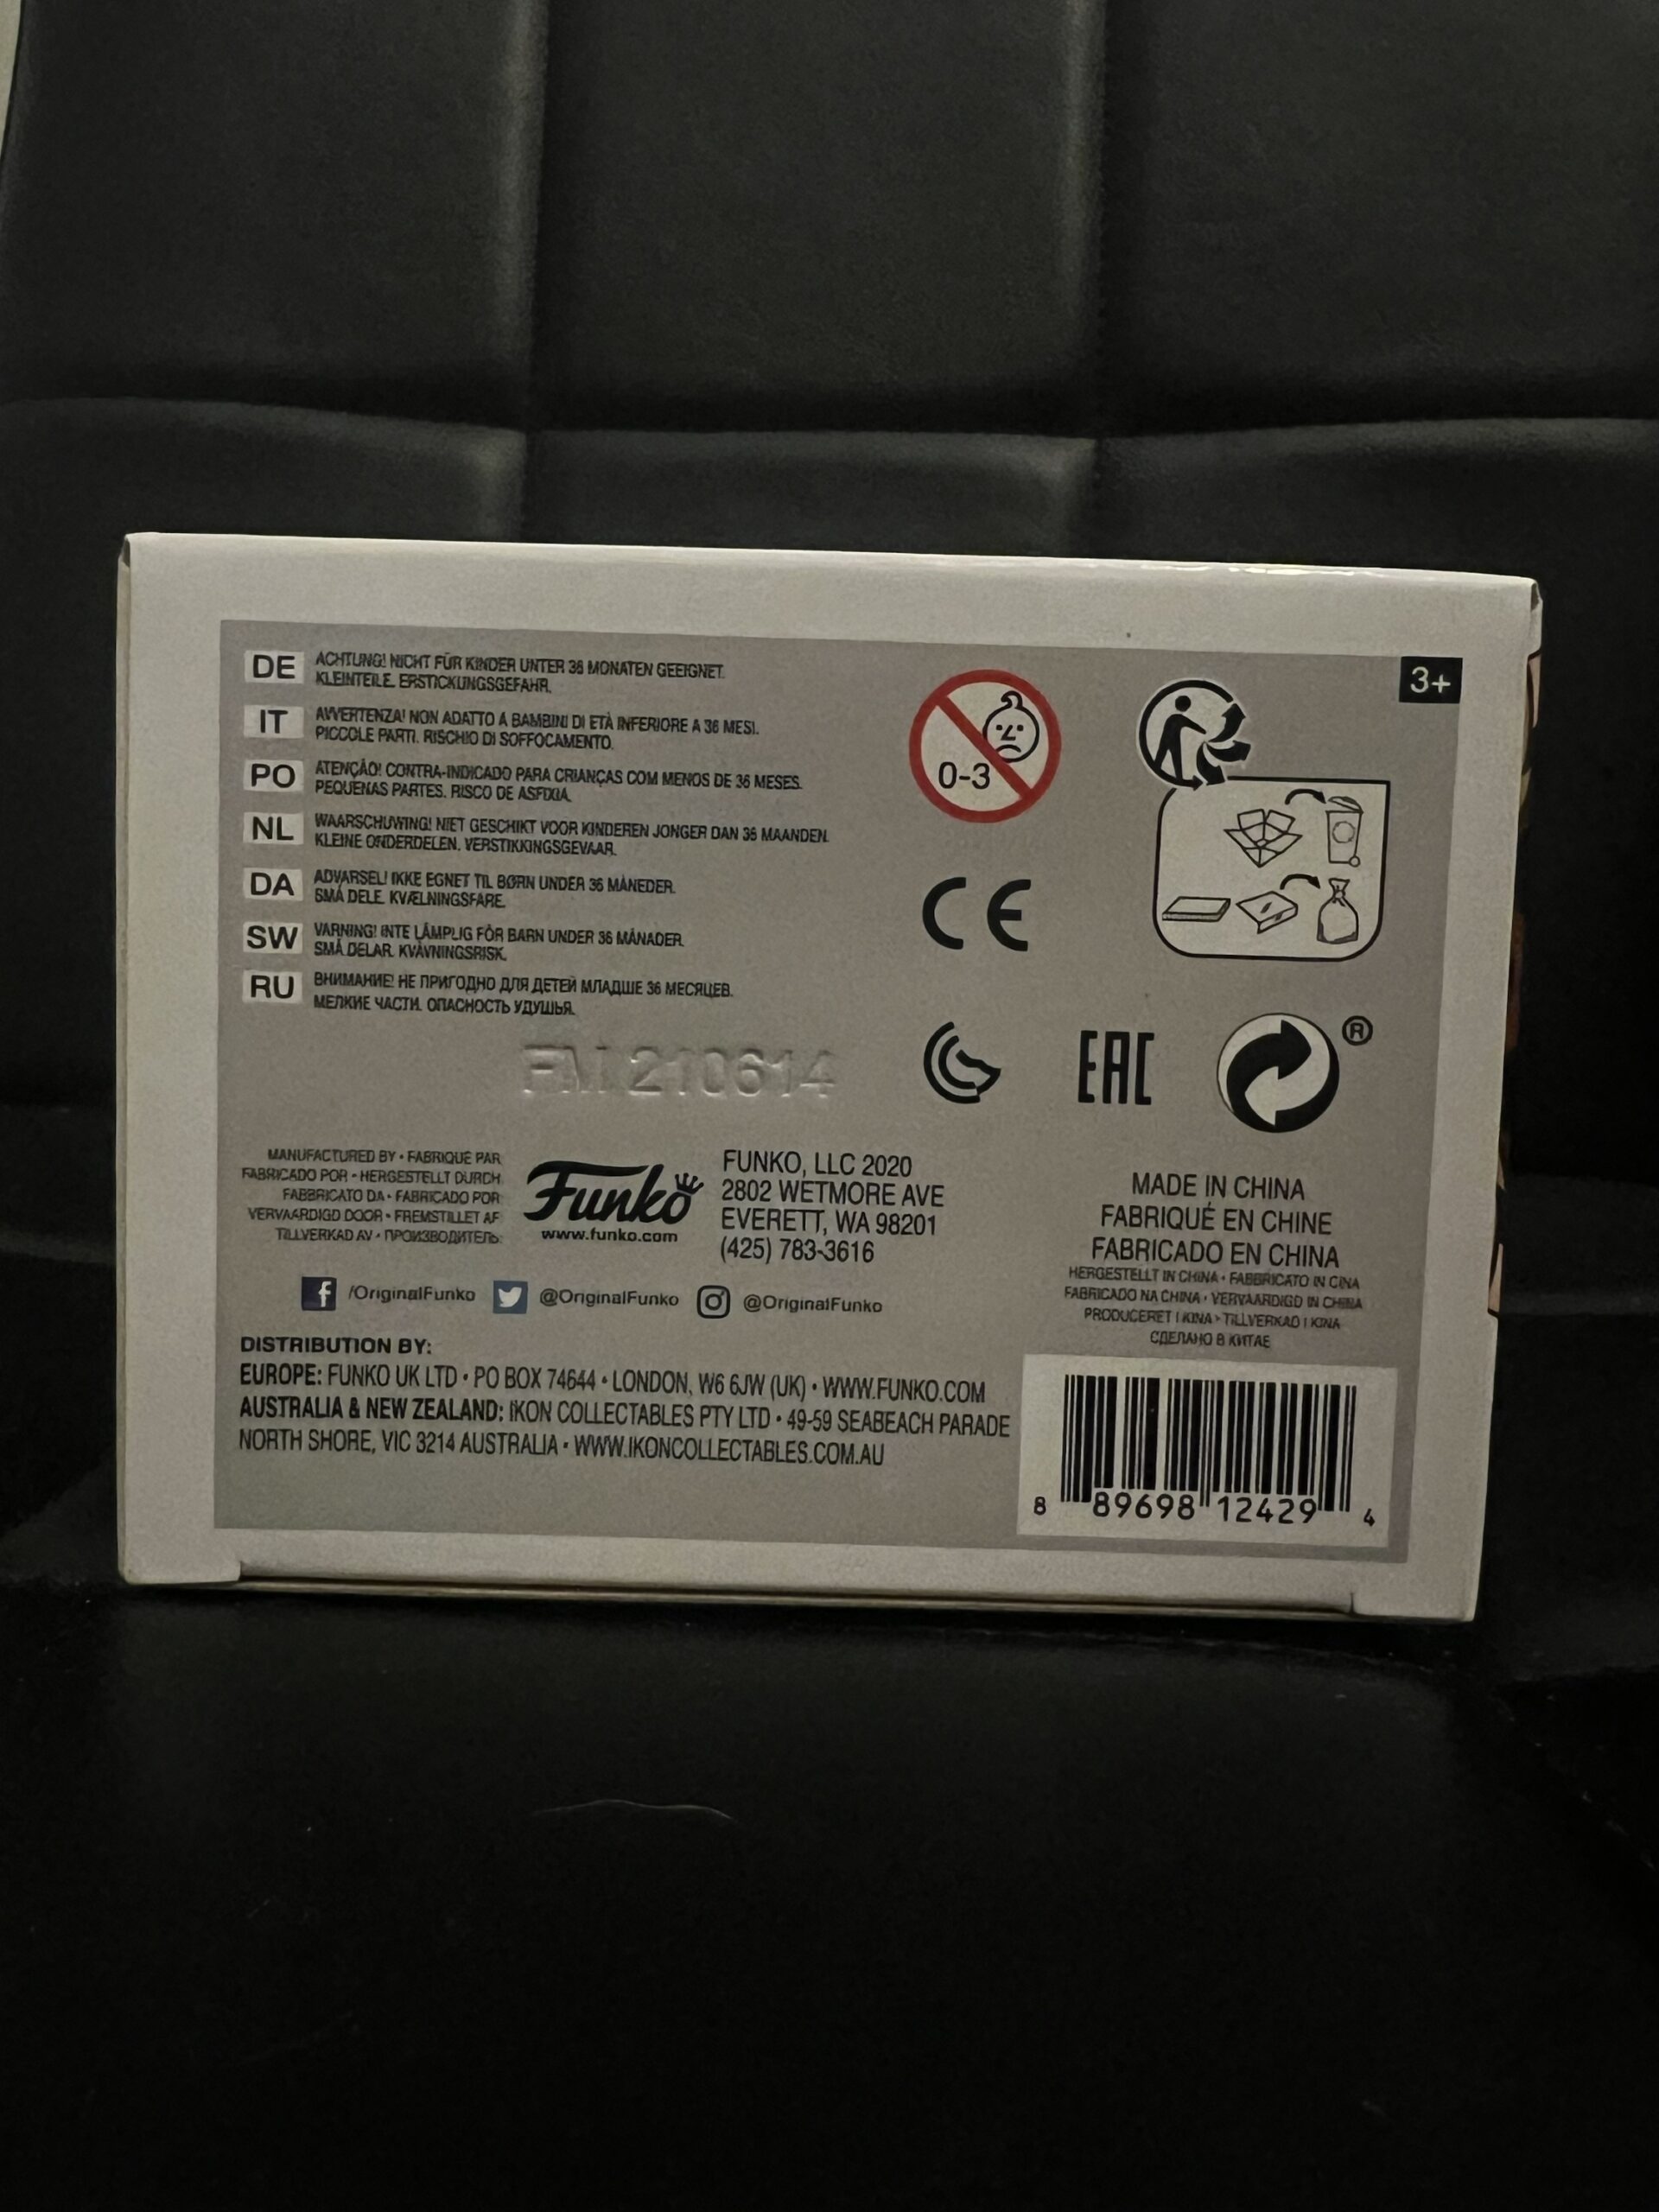 DE ACHTUNG! NICHT FÜR KINDER UNTER 36 MONATEN GEEIGNET.
KLEINTEILE. ERSTICKUNGSGEFAHR.
IT AVVERTENZA! NON ADATTO A BAMBINI DI ETÀ INFERIORE A 36 MESI.
PICCOLE PARTI. RISCHIO DI SOFFOCAMENTO.
PO ATENÇÃO! CONTRA-INDICADO PARA CRIANÇAS COM MENOS DE 36 MESES.
PEQUENAS PARTES. RISCO DE ASFIXIA.
NL WAARSCHUWING! NIET GESCHIKT VOOR KINDEREN JONGER DAN 36 MAANDEN.
KLEINE ONDERDELEN. VERSTIKKINGSGEVAAR.
DA ADVARSEL! IKKE EGNET TIL BØRN UNDER 36 MÅNEDER.
SMÅ DELE. KVÆLNINGSFARE.
SW VARNING! INTE LÄMPLIG FÖR BARN UNDER 36 MÅNADER.
SMÅ DELAR. KVÄVNINGSRISK.
RU ВНИМАНИЕ! НЕ ПРИГОДНО ДЛЯ ДЕТЕЙ МЛАДШЕ 36 МЕСЯЦЕВ.
МЕЛКИЕ ЧАСТИ. ОПАСНОСТЬ УДУШЬЯ.
3+
0-3
CE
FM 210614
EAC
®
MANUFACTURED BY • FABRIQUÉ PAR
FABRICADO POR • HERGESTELLT DURCH
FABBRICATO DA • FABRICADO POR
VERVAARDIGD DOOR • FREMSTILLET AF
TILLVERKAD AV • ПРОИЗВОДИТЕЛЬ:
Funko
www.funko.com
FUNKO, LLC 2020
2802 WETMORE AVE
EVERETT, WA 98201
(425) 783-3616
/OriginalFunko @OriginalFunko @OriginalFunko
MADE IN CHINA
FABRIQUÉ EN CHINE
FABRICADO EN CHINA
HERGESTELLT IN CHINA • FABBRICATO IN CINA
FABRICADO NA CHINA • VERVAARDIGD IN CHINA
PRODUCERET I KINA • TILLVERKAD I KINA
СДЕЛАНО В КИТАЕ
DISTRIBUTION BY:
EUROPE: FUNKO UK LTD • PO BOX 74644 • LONDON, W6 6JW (UK) • WWW.FUNKO.COM
AUSTRALIA & NEW ZEALAND: IKON COLLECTABLES PTY LTD • 49-59 SEABEACH PARADE
NORTH SHORE, VIC 3214 AUSTRALIA • WWW.IKONCOLLECTABLES.COM.AU
8 89698 12429 4